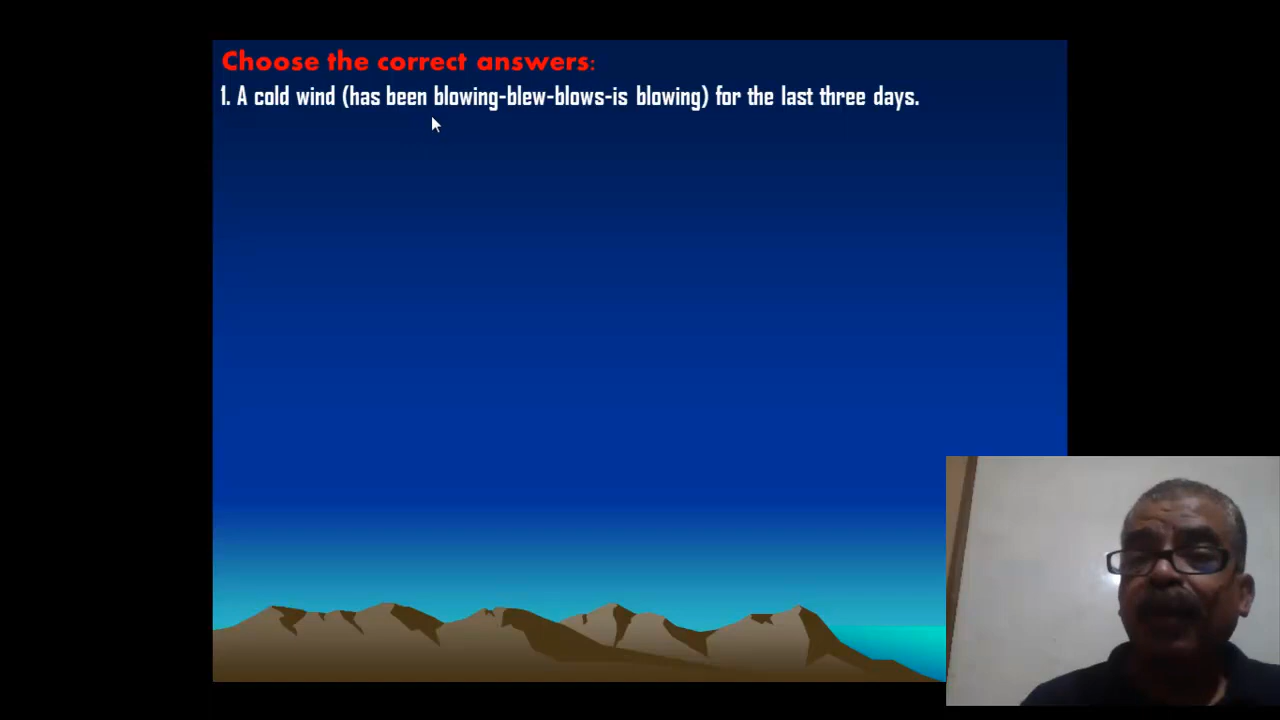 Choose the correct answers:
1. A cold wind (has been blowing-blew-blows-is blowing) for the last three days.